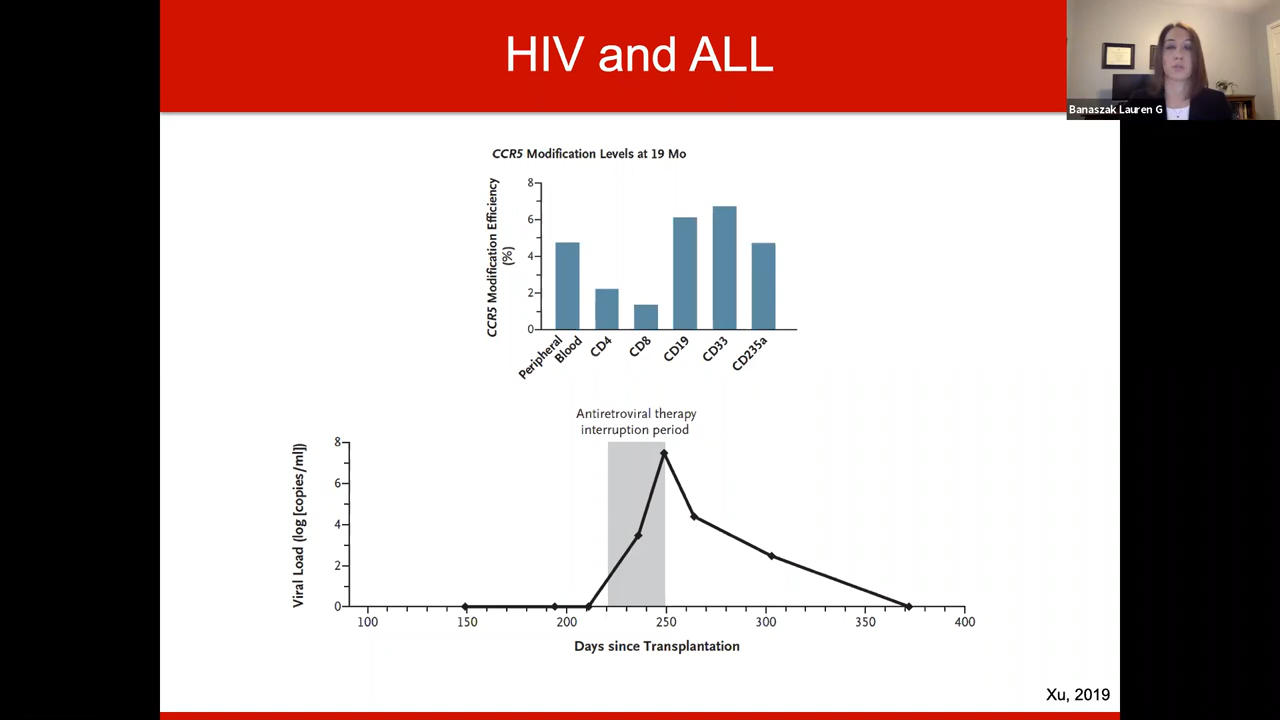 HIV and ALL
Banaszak Lauren G
CCR5 Modification Levels at 19 Mo
CCR5 Modification Efficiency
(%)
8
6
4
2
0
Peripheral
Blood
CD4
CD8
CD19
CD33
CD235a
Antiretroviral therapy
interruption period
Viral Load (log [copies/ml])
8
6
4
2
0
100 150 200 250 300 350 400
Days since Transplantation
Xu, 2019